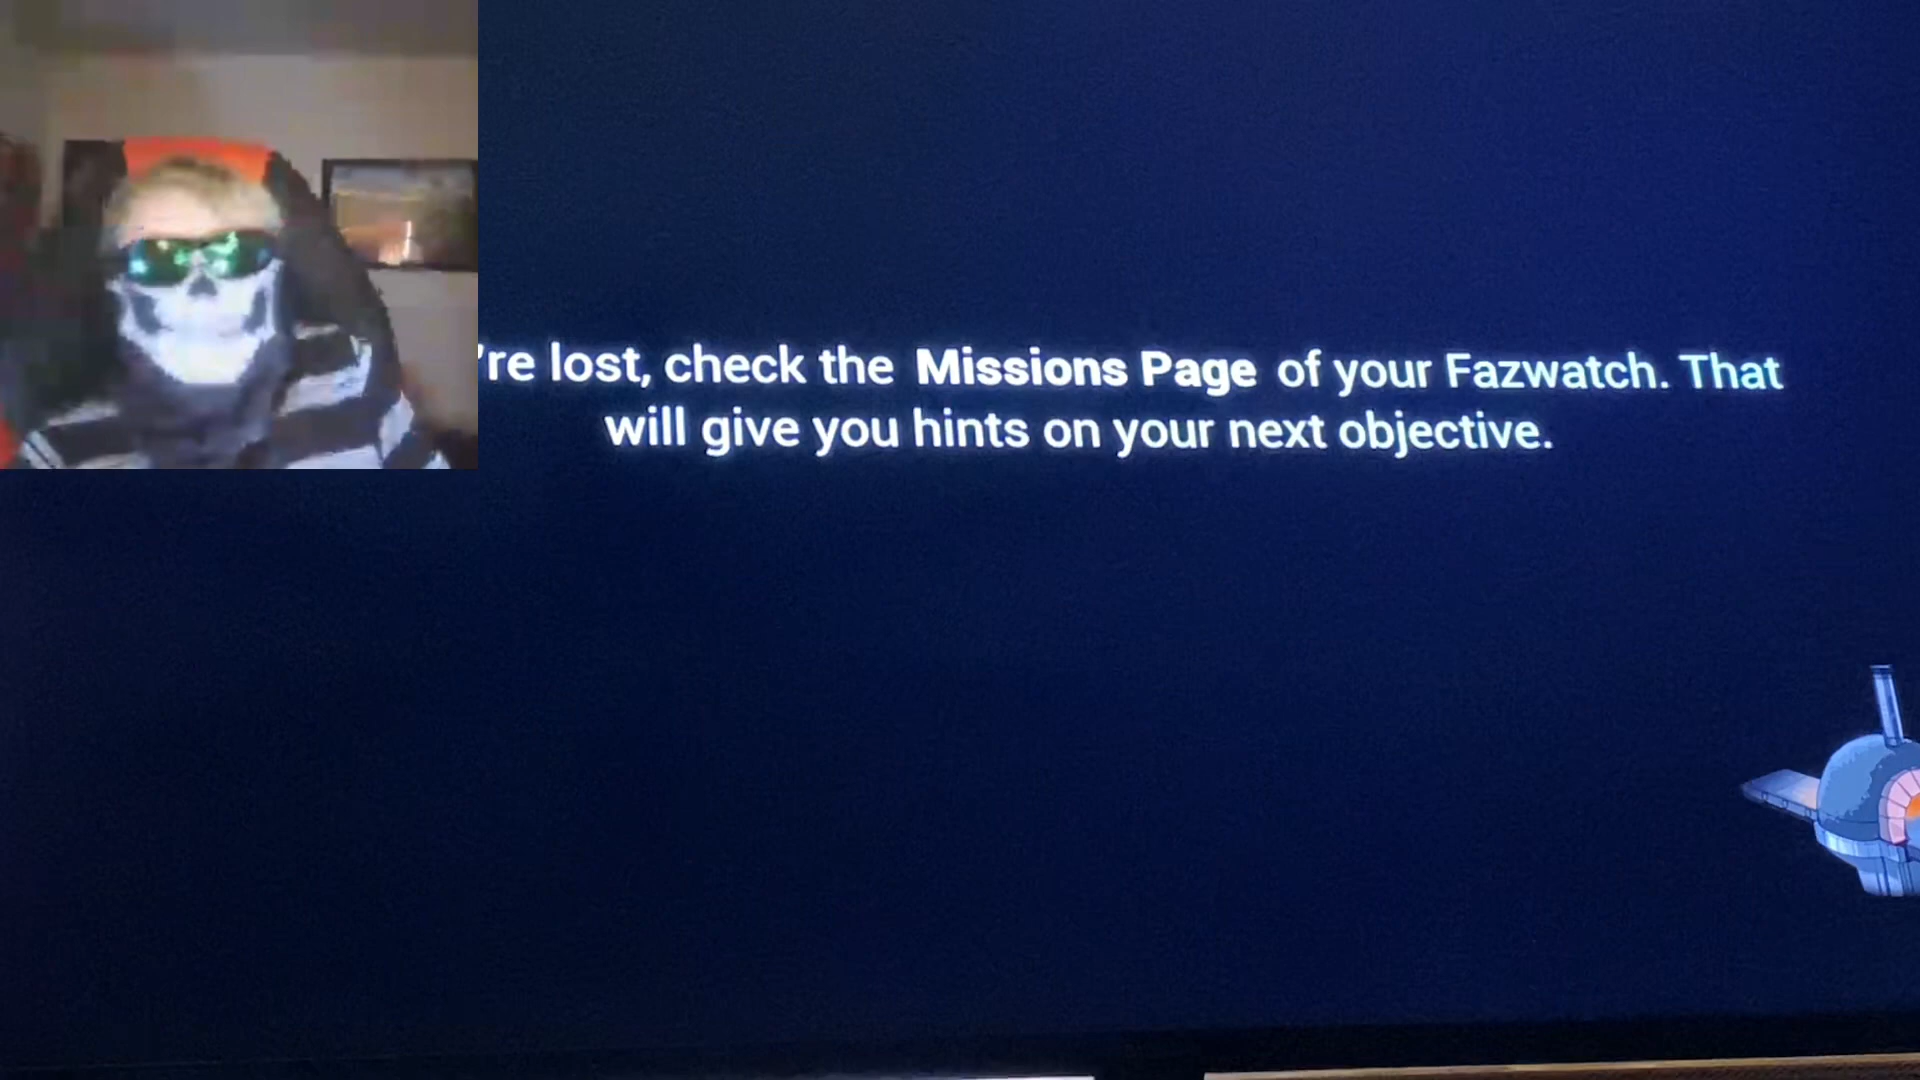 're lost, check the Missions Page of your Fazwatch. That
will give you hints on your next objective.